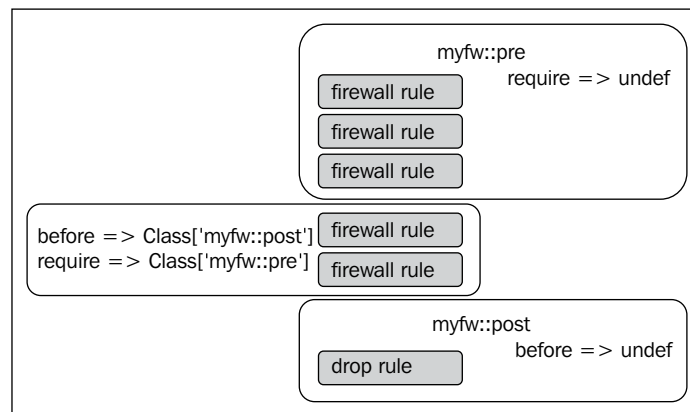 myfw::pre
require => undef
firewall rule
firewall rule
firewall rule
before => Class['myfw::post']
require => Class['myfw::pre']
firewall rule
firewall rule
myfw::post
before => undef
drop rule